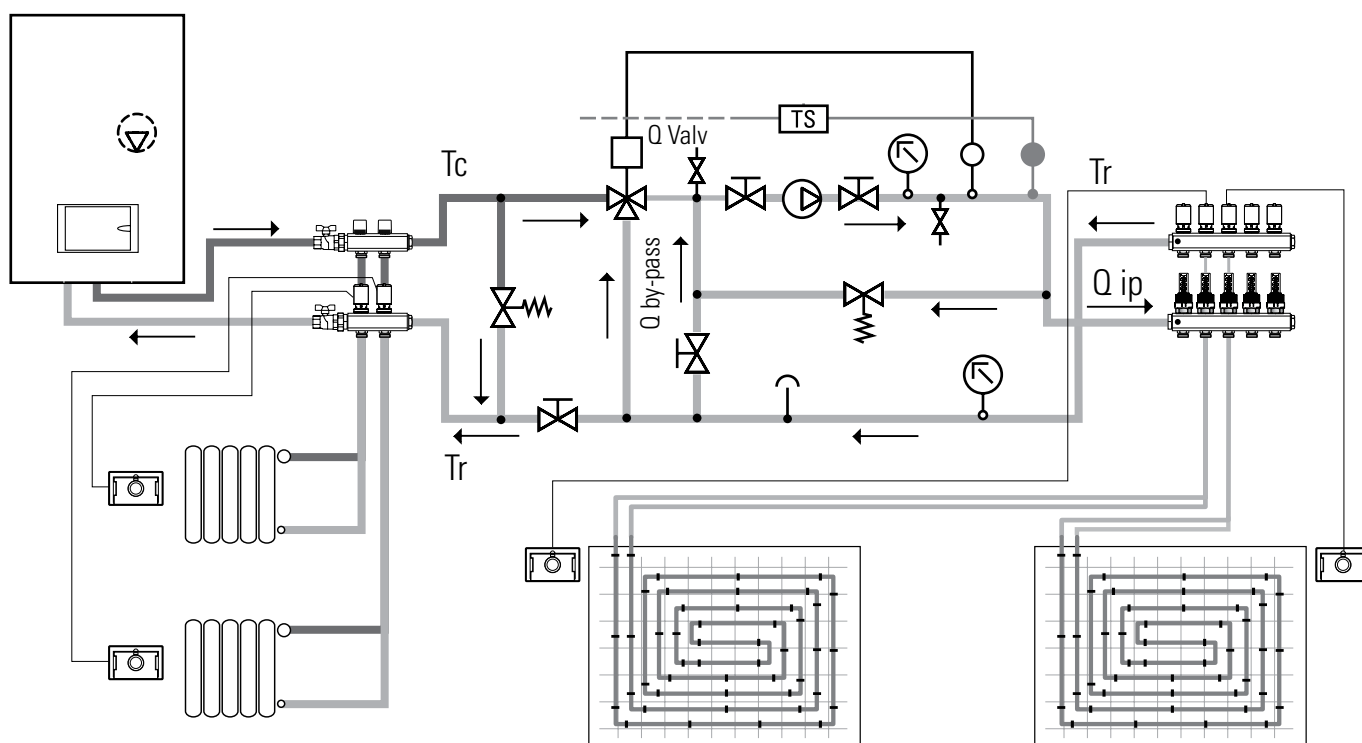 TS
Q Valv
Tc
Tr
Q by-pass
Q ip
Tr